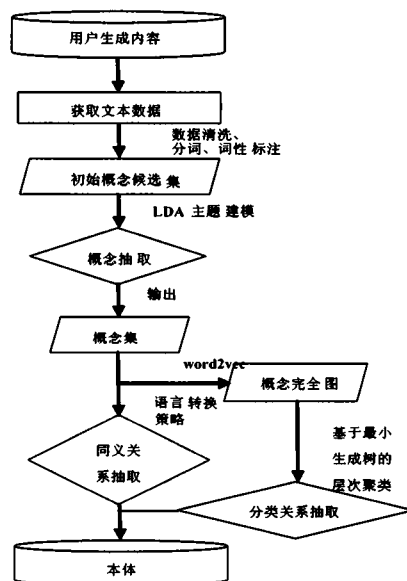 用户生成内容
获取文本数据
数据清洗、
分词、词性 标注
初始概念候选 集
LDA 主题 建模
概念抽 取
输出
概念集
word2vec
语言 转换
策略
概念完全 图
同义关
系抽取
基于最小
生成树的
层次聚类
分类关 系抽取
本体